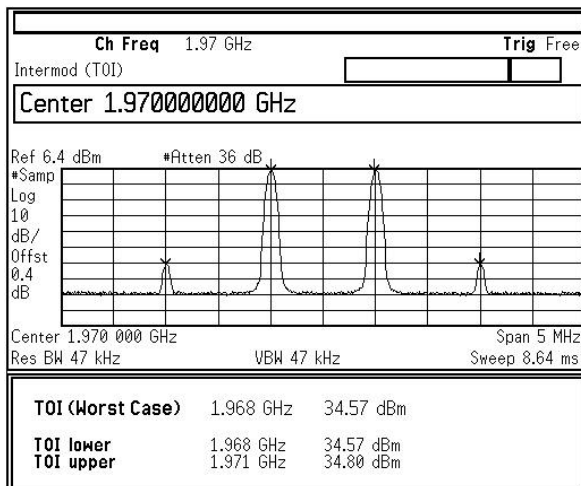 Ch Freq 1.97 GHz Trig Free
Intermod (TOI)
Center 1.970000000 GHz
Ref 6.4 dBm #Atten 36 dB
#Samp
Log
10
dB/
Offst
0.4
dB
Center 1.970 000 GHz Span 5 MHz
Res BW 47 kHz VBW 47 kHz Sweep 8.64 ms
TOI (Worst Case) 1.968 GHz 34.57 dBm
TOI lower 1.968 GHz 34.57 dBm
TOI upper 1.971 GHz 34.80 dBm